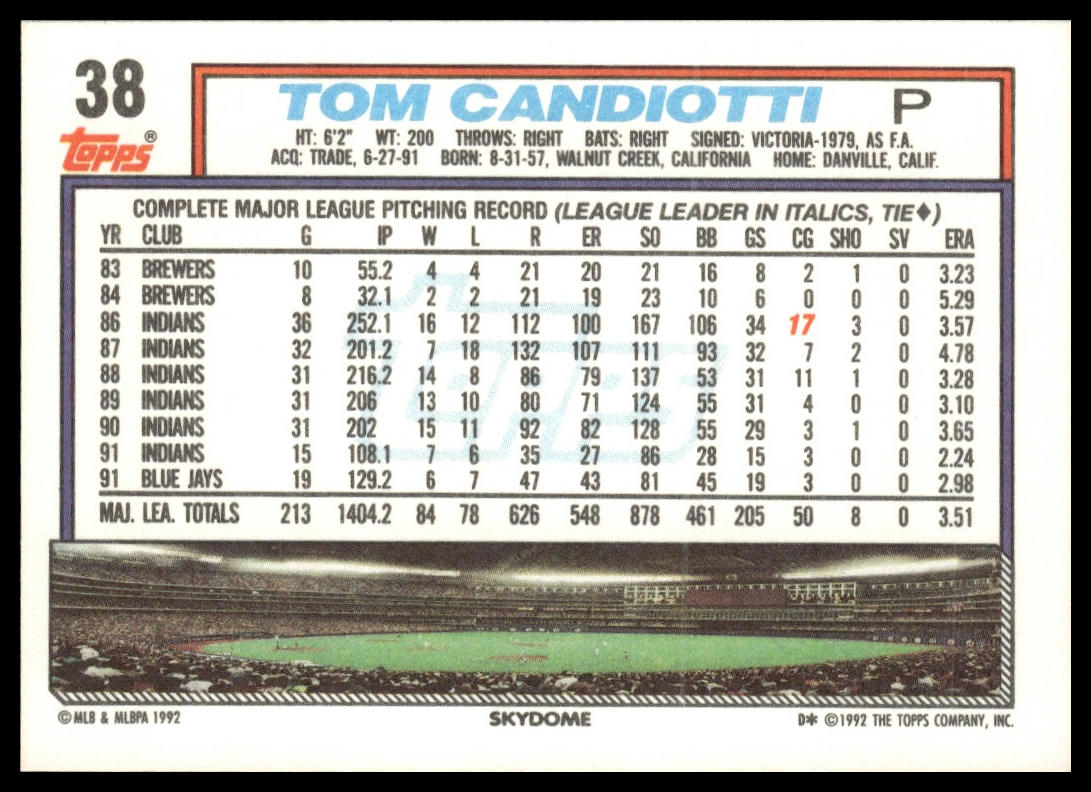 38
Topps®
TOM CANDIOTTI P
HT: 6'2" WT: 200 THROWS: RIGHT BATS: RIGHT SIGNED: VICTORIA-1979, AS F.A.
ACQ: TRADE, 6-27-91 BORN: 8-31-57, WALNUT CREEK, CALIFORNIA HOME: DANVILLE, CALIF.
COMPLETE MAJOR LEAGUE PITCHING RECORD (LEAGUE LEADER IN ITALICS, TIE♦)
YR CLUB G IP W L R ER SO BB GS CG SHO SV ERA
83 BREWERS 10 55.2 4 4 21 20 21 16 8 2 1 0 3.23
84 BREWERS 8 32.1 2 2 21 19 23 10 6 0 0 0 5.29
86 INDIANS 36 252.1 16 12 112 100 167 106 34 17 3 0 3.57
87 INDIANS 32 201.2 7 18 132 107 111 93 32 7 2 0 4.78
88 INDIANS 31 216.2 14 8 86 79 137 53 31 11 1 0 3.28
89 INDIANS 31 206 13 10 80 71 124 55 31 4 0 0 3.10
90 INDIANS 31 202 15 11 92 82 128 55 29 3 1 0 3.65
91 INDIANS 15 108.1 7 6 35 27 86 28 15 3 0 0 2.24
91 BLUE JAYS 19 129.2 6 7 47 43 81 45 19 3 0 0 2.98
MAJ. LEA. TOTALS 213 1404.2 84 78 626 548 878 461 205 50 8 0 3.51
Topps
© MLB & MLBPA 1992 SKYDOME D* © 1992 THE TOPPS COMPANY, INC.